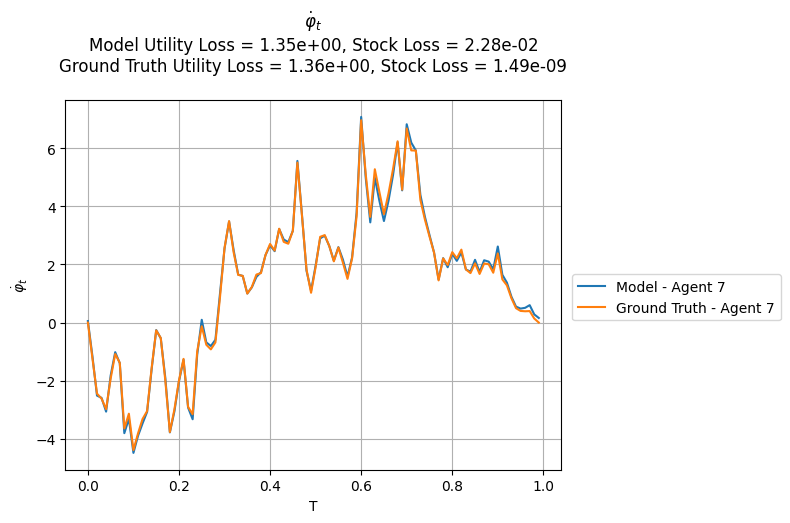 φ̇ₜ
Model Utility Loss = 1.35e+00, Stock Loss = 2.28e-02
Ground Truth Utility Loss = 1.36e+00, Stock Loss = 1.49e-09
φ̇ₜ
6
4
2
0
−2
−4
0.0 0.2 0.4 0.6 0.8 1.0
T
Model - Agent 7
Ground Truth - Agent 7